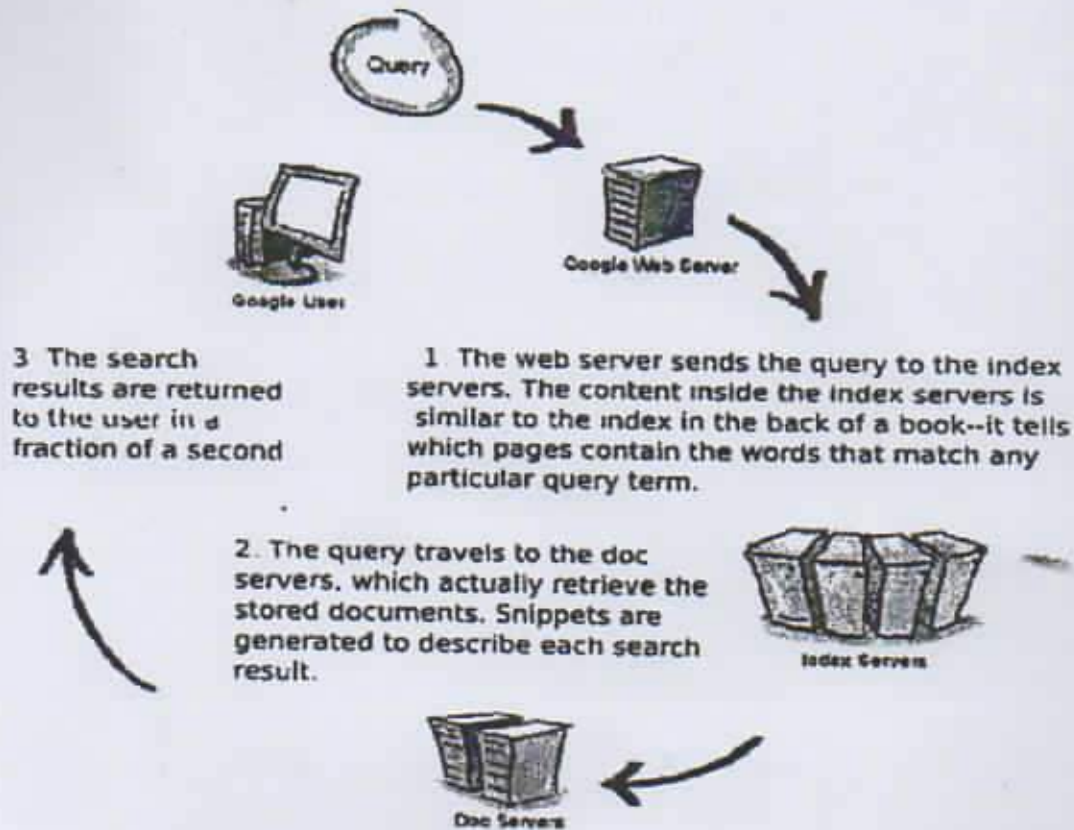 Query
Google User
Google Web Server
3 The search
results are returned
to the user in a
fraction of a second
1 The web server sends the query to the index
servers. The content inside the index servers is
similar to the index in the back of a book--it tells
which pages contain the words that match any
particular query term.
2. The query travels to the doc
servers, which actually retrieve the
stored documents. Snippets are
generated to describe each search
result.
Index Servers
Doc Servers